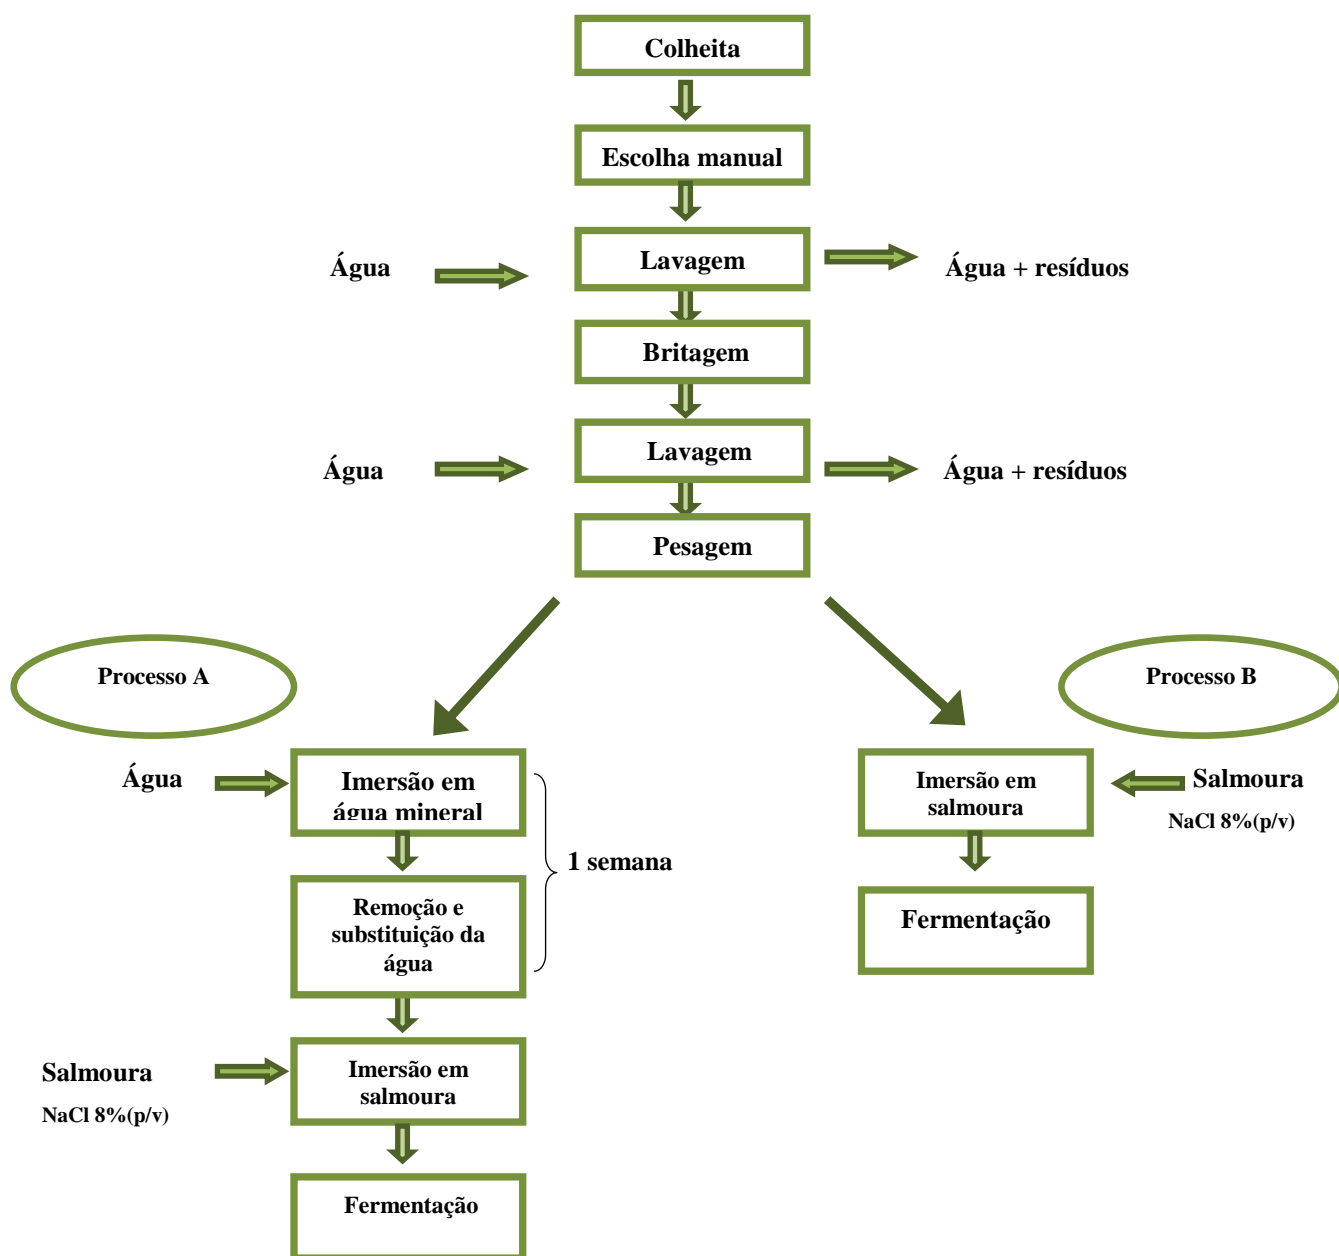 Colheita
Escolha manual
Água
Lavagem
Água + resíduos
Britagem
Água
Lavagem
Água + resíduos
Pesagem
Processo A
Processo B
Água
Imersão em
água mineral
1 semana
Remoção e
substituição da
água
Salmoura
NaCl 8%(p/v)
Imersão em
salmoura
Fermentação
Imersão em
salmoura
Salmoura
NaCl 8%(p/v)
Fermentação